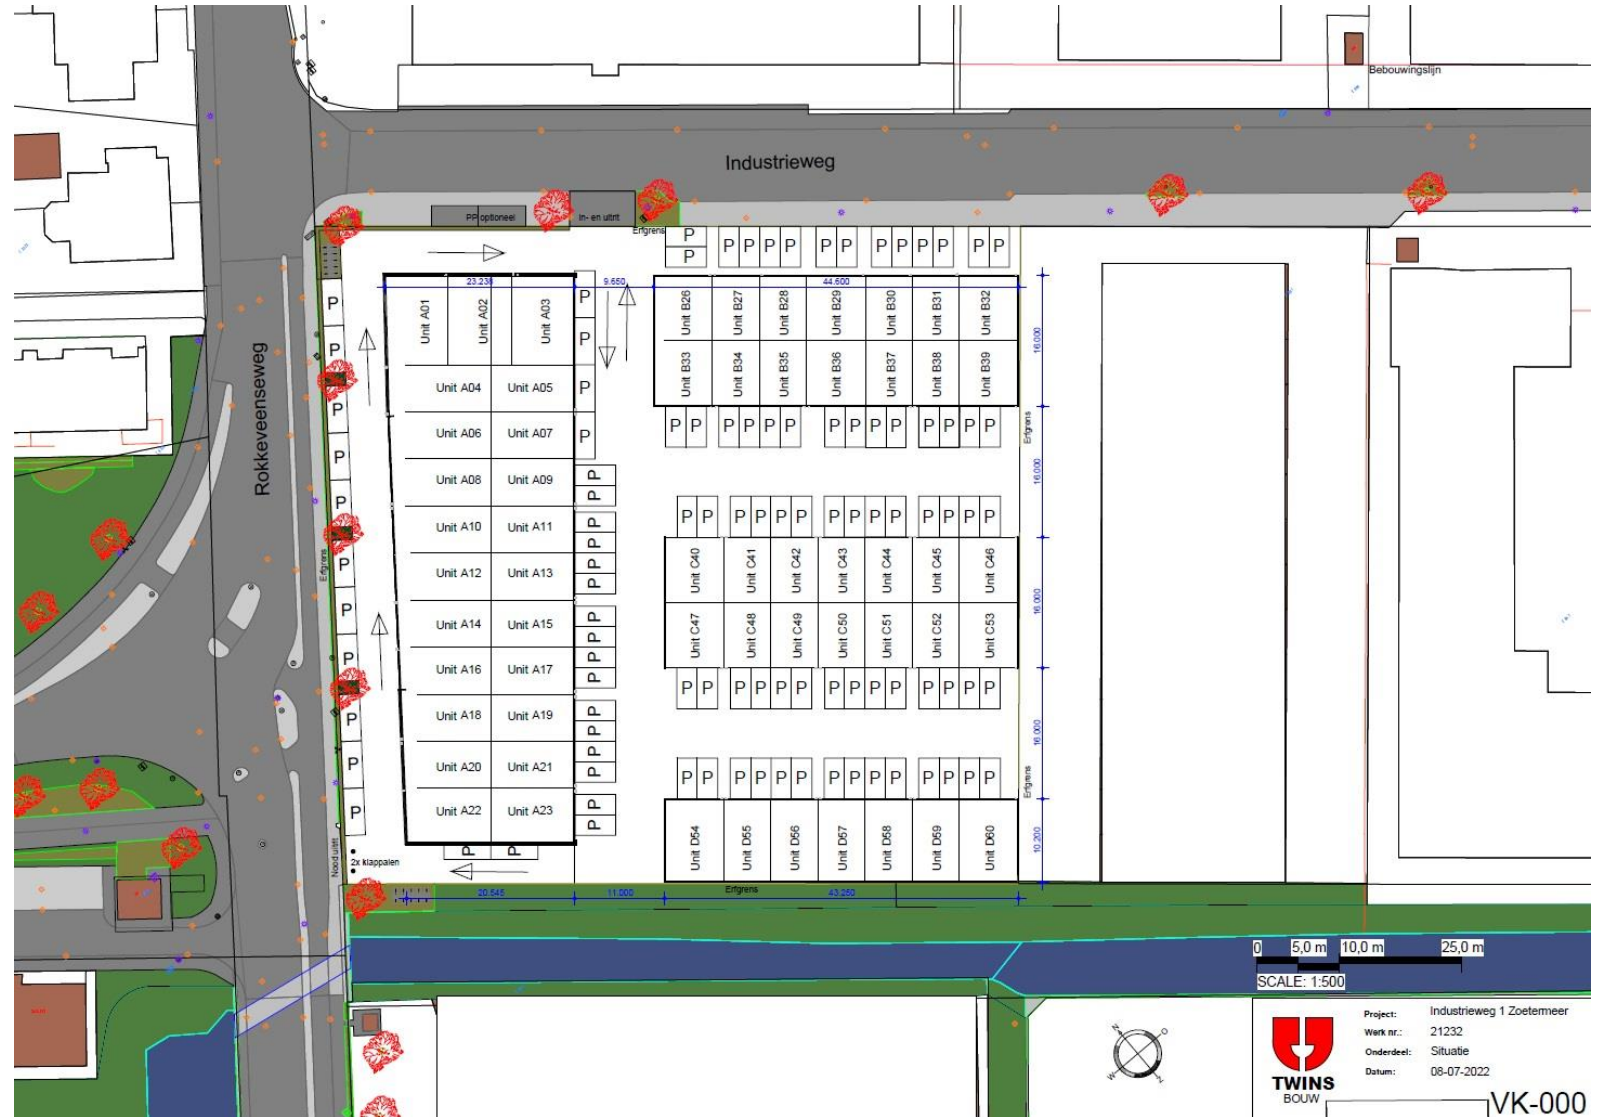 Bebouwingslijn
Industrieweg
PP optioneel
In- en uitrit
Erfgrens
P
P
P P P P
P P
P P P P
P P
23.238
9.650
44.600
Unit A01
Unit A02
Unit A03
Unit B26
Unit B27
Unit B28
Unit B29
Unit B30
Unit B31
Unit B32
16.000
Unit B33
Unit B34
Unit B35
Unit B36
Unit B37
Unit B38
Unit B39
P
P
P
P
Rokkeveenseweg
Unit A04
Unit A05
Unit A06
Unit A07
Unit A08
Unit A09
Unit A10
Unit A11
Unit A12
Unit A13
Unit A14
Unit A15
Unit A16
Unit A17
Unit A18
Unit A19
Unit A20
Unit A21
Unit A22
Unit A23
P
P
P
P
P
P
P
P
P
P
P
P
Erfgrens
P
P
P
P
P
P
P
P
P
P
P
P
P
P
P P
P P P P
P P P P
P P P P
Erfgrens
16.000
P P
P P P P
P P P P
P P P P
Unit C40
Unit C41
Unit C42
Unit C43
Unit C44
Unit C45
Unit C46
16.000
Unit C47
Unit C48
Unit C49
Unit C50
Unit C51
Unit C52
Unit C53
P P
P P P P
P P P P
P P P P
16.000
Erfgrens
P P
P P P P
P P P P
P P P P
Unit D54
Unit D55
Unit D56
Unit D57
Unit D58
Unit D59
Unit D60
10.200
P P
Nooduitrit
2x klappalen
Erfgrens
20.545
11.000
43.250
0 5,0 m 10,0 m 25,0 m
SCALE: 1:500
N
O
W
Z
TWINS
BOUW
Project: Industrieweg 1 Zoetermeer
Werk nr.: 21232
Onderdeel: Situatie
Datum: 08-07-2022
VK-000